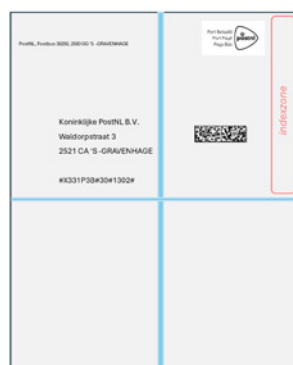 PostNL, Postbus 30250, 2500 GG 'S -GRAVENHAGE
Port Betaald
Port Payé
Pays-Bas
postnl
Koninklijke PostNL B.V.
Waldorpstraat 3
2521 CA 'S -GRAVENHAGE
#X331P3B#30#1302#
indexzone